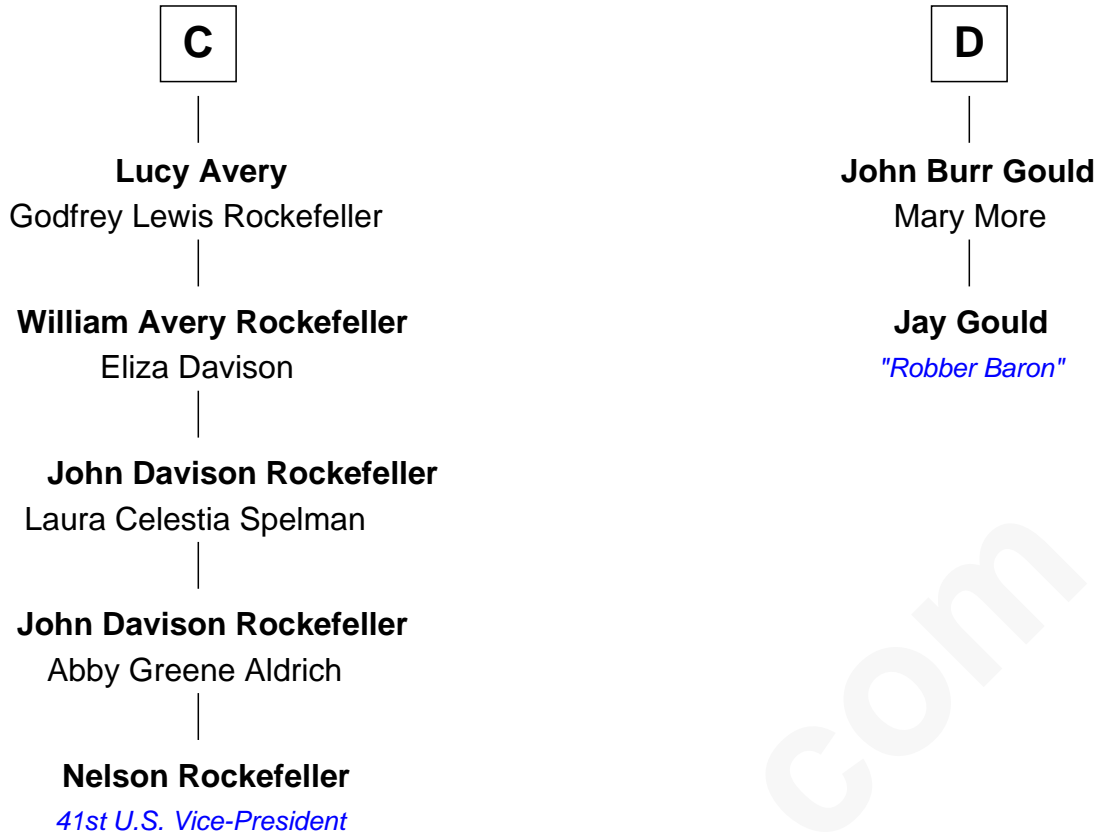 C
Lucy Avery
Godfrey Lewis Rockefeller
William Avery Rockefeller
Eliza Davison
John Davison Rockefeller
Laura Celestia Spelman
John Davison Rockefeller
Abby Greene Aldrich
Nelson Rockefeller
41st U.S. Vice-President
D
John Burr Gould
Mary More
Jay Gould
"Robber Baron"
com